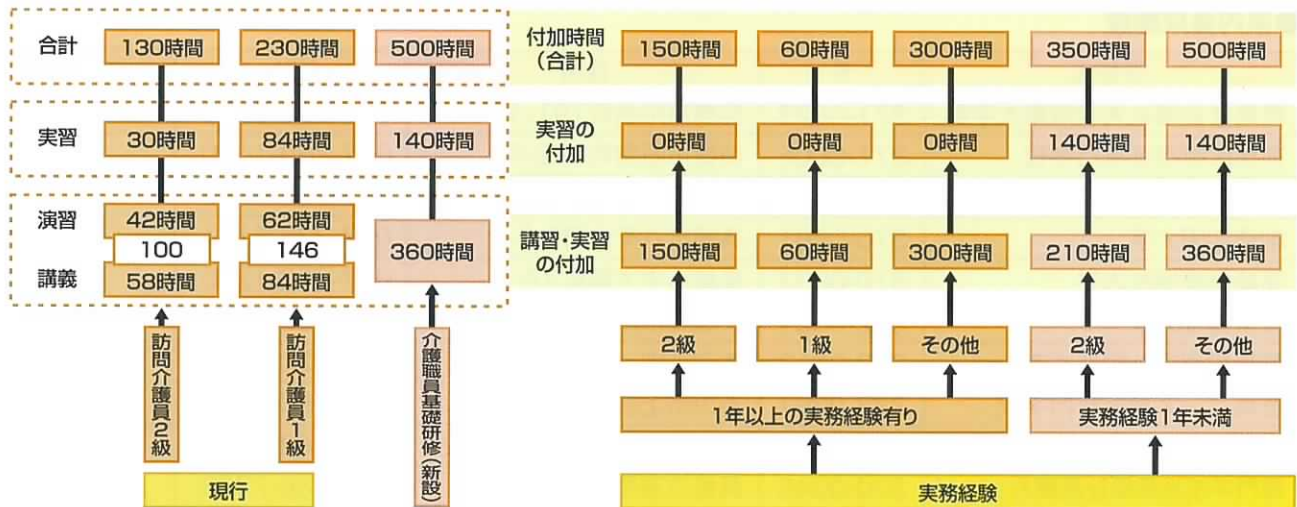 合計
130時間
230時間
500時間
実習
30時間
84時間
140時間
演習
42時間
62時間
100
146
360時間
講義
58時間
84時間
訪問介護員2級
訪問介護員1級
介護職員基礎研修(新設)
現行
付加時間
(合計)
150時間
60時間
300時間
350時間
500時間
実習の
付加
0時間
0時間
0時間
140時間
140時間
講習・実習
の付加
150時間
60時間
300時間
210時間
360時間
2級
1級
その他
2級
その他
1年以上の実務経験有り
実務経験1年未満
実務経験